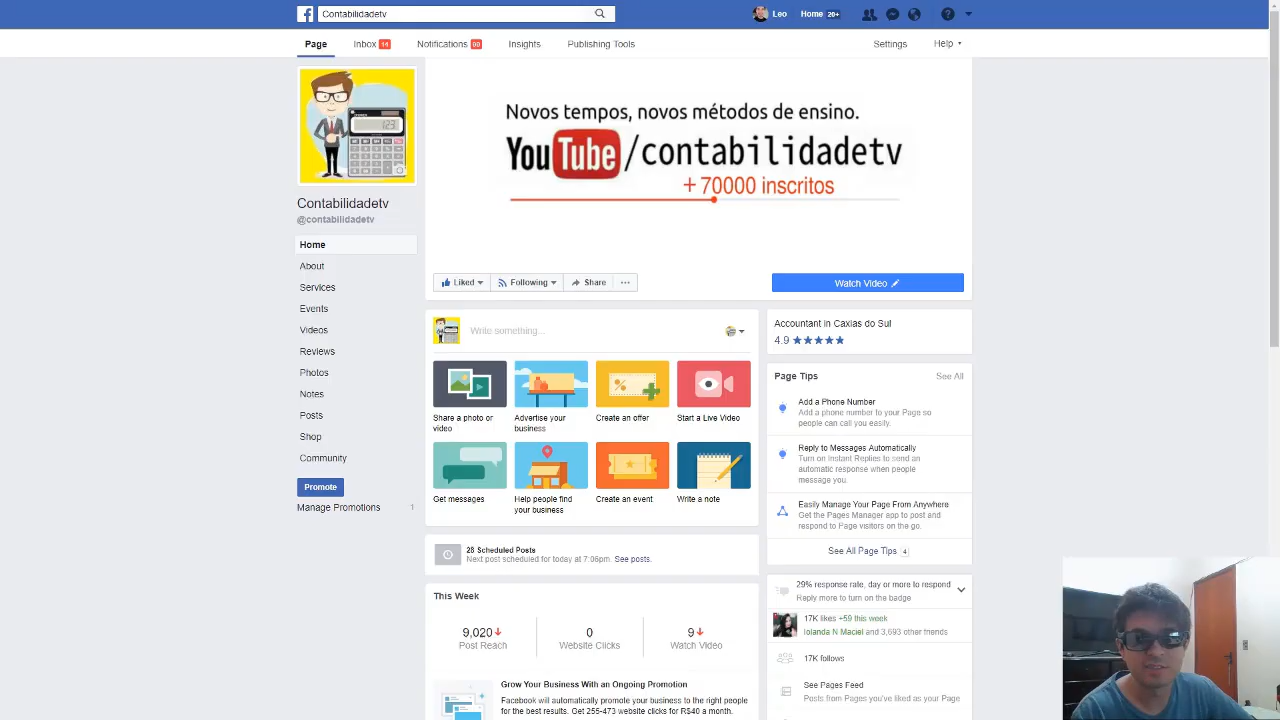 Contabilidadetv
Leo
Home 20+
Page
Inbox 14
Notifications 99
Insights
Publishing Tools
Settings
Help
Contabilidadetv
@contabilidadetv
Home
About
Services
Events
Videos
Reviews
Photos
Notes
Posts
Shop
Community
Promote
Manage Promotions 1
Novos tempos, novos métodos de ensino.
YouTube/contabilidadetv
+ 70000 inscritos
Liked
Following
Share
Watch Video
Write something...
Share a photo or
video
Advertise your
business
Create an offer
Start a Live Video
Get messages
Help people find
your business
Create an event
Write a note
28 Scheduled Posts
Next post scheduled for today at 7:06pm. See posts.
This Week
9,020
Post Reach
0
Website Clicks
9
Watch Video
Grow Your Business With an Ongoing Promotion
Facebook will automatically promote your business to the right people
for the best results. Get 255-473 website clicks for R$40 a month.
Accountant in Caxias do Sul
4.9
Page Tips
See All
Add a Phone Number
Add a phone number to your Page so
people can call you easily.
Reply to Messages Automatically
Turn on Instant Replies to send an
automatic response when people
message you.
Easily Manage Your Page From Anywhere
Get the Pages Manager app to post and
respond to Page visitors on the go.
See All Page Tips 4
29% response rate, day or more to respond
Reply more to turn on the badge
17K likes +59 this week
Iolanda N Maciel and 3,693 other friends
17K follows
See Pages Feed
Posts from Pages you've liked as your Page